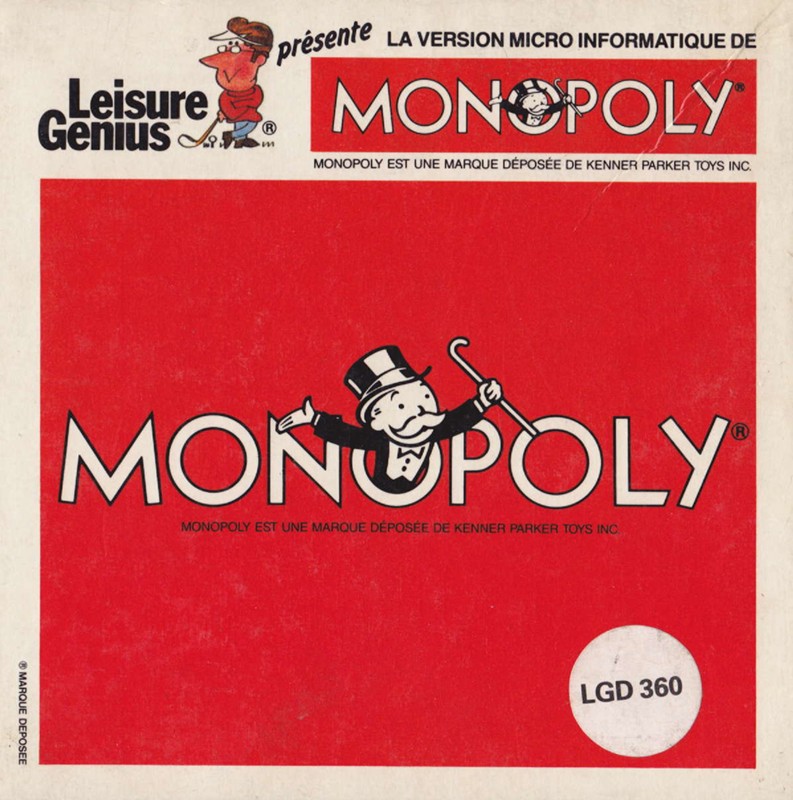 présente
LA VERSION MICRO INFORMATIQUE DE
Leisure
Genius®
MONOPOLY®
MONOPOLY EST UNE MARQUE DÉPOSÉE DE KENNER PARKER TOYS INC.
MONOPOLY®
MONOPOLY EST UNE MARQUE DÉPOSÉE DE KENNER PARKER TOYS INC.
LGD 360
® MARQUE DEPOSEE